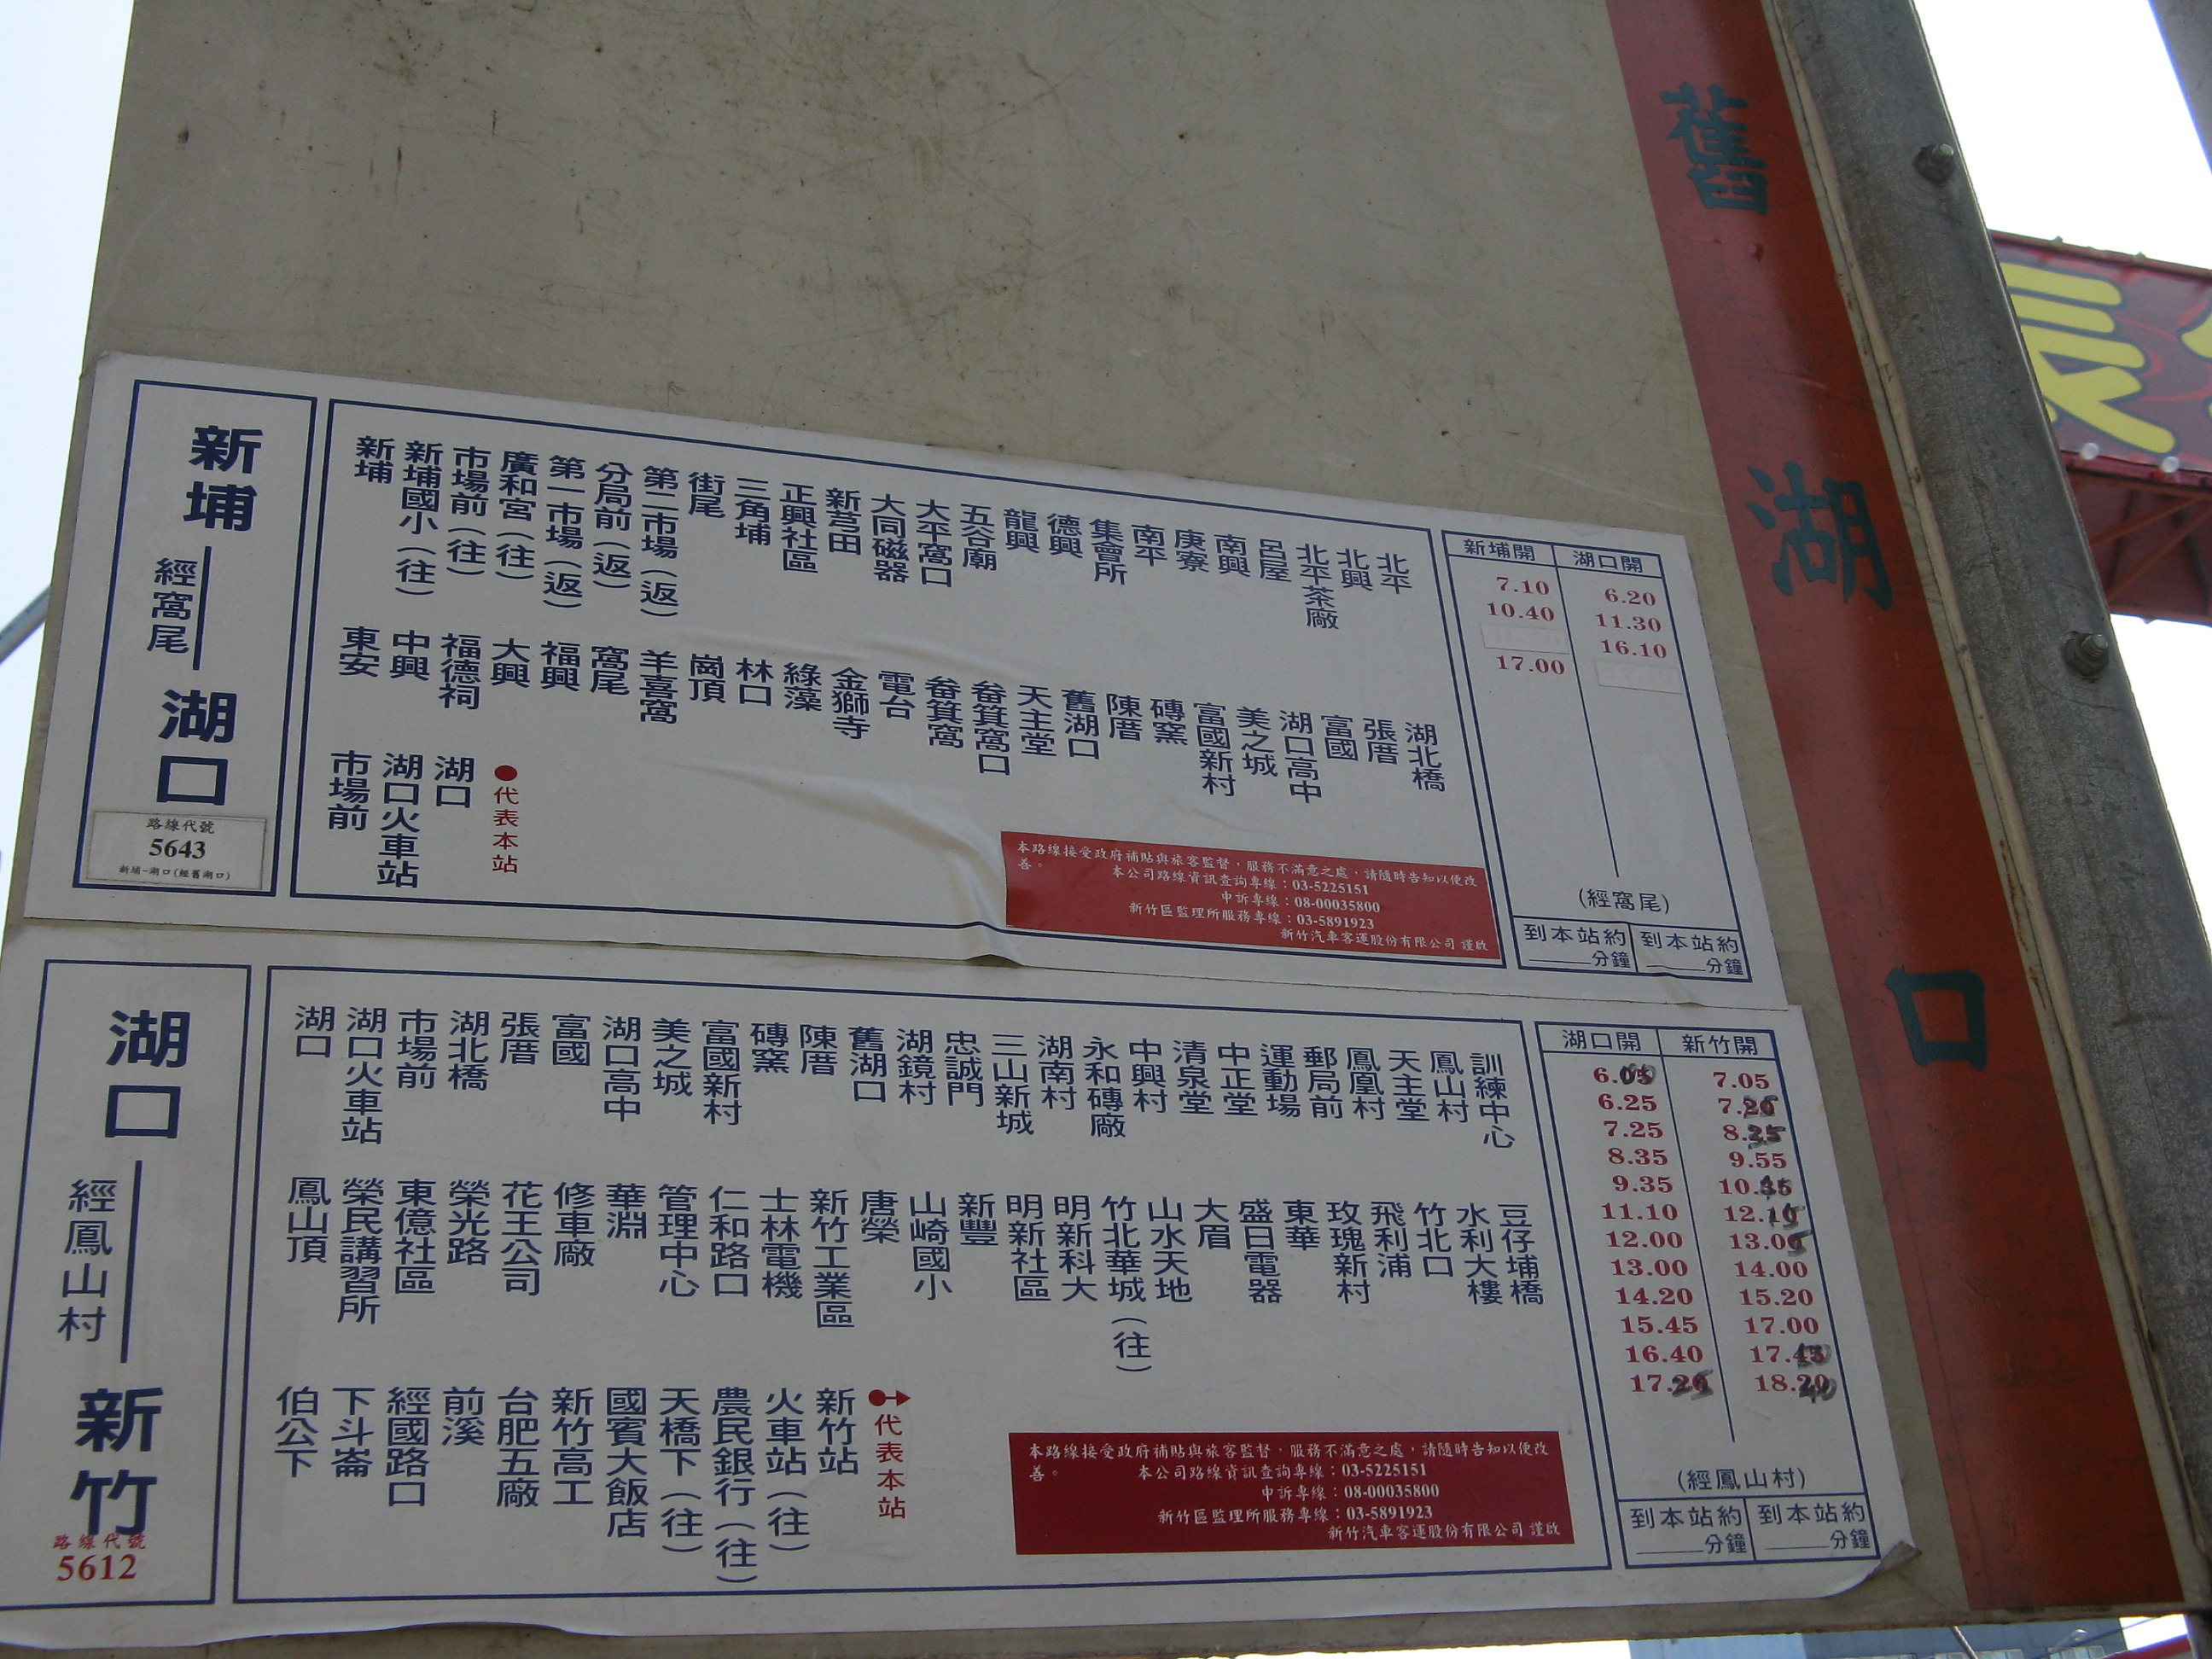 舊湖口
新埔
經窩尾
湖口
路線代號
5643
新埔-湖口(經舊湖口)
新埔
新埔國小(往)
市場前(往)
廣和宮(往)
第一市場(返)
分局前(返)
第二市場(返)
街尾
三角埔
正興社區
新蒍田
大同磁器
大平窩口
五谷廟
龍興
德興
集會所
南平
庚寮
南興
呂屋
北平茶廠
北興
北平
東安
中興
福德祠
大興
福興
窩尾
羊喜窩
崗頂
林口
綠藻
金獅寺
電台
畚箕窩
畚箕窩口
天主堂
舊湖口
陳厝
磚窯
富國新村
美之城
湖口高中
富國
張厝
湖北橋
市場前
湖口火車站
湖口
●代表本站
本路線接受政府補貼與旅客監督，服務不滿意之處，請隨時告知以便改
善。
本公司路線資訊查詢專線：03-5225151
申訴專線：08-00035800
新竹區監理所服務專線：03-5891923
新竹汽車客運股份有限公司 謹啟
新埔開 湖口開
7.10 6.20
10.40 11.30
16.10
17.00
(經窩尾)
到本站約 到本站約
分鐘 分鐘
湖口
經鳳山村
新竹
路線代號
5612
湖口
湖口火車站
市場前
湖北橋
張厝
富國
湖口高中
美之城
富國新村
磚窯
陳厝
舊湖口
湖鏡村
忠誠門
三山新城
湖南村
永和磚廠
中興村
清泉堂
中正堂
運動場
郵局前
鳳凰村
天主堂
鳳山村
訓練中心
鳳山頂
榮民講習所
東億社區
榮光路
花王公司
修車廠
華淵
管理中心
仁和路口
士林電機
新竹工業區
唐榮
山崎國小
新豐
明新社區
明新科大
竹北華城(往)
山水天地
大眉
盛日電器
東華
玫瑰新村
飛利浦
竹北口
水利大樓
豆仔埔橋
伯公下
下斗崙
經國路口
前溪
台肥五廠
新竹高工
國賓大飯店
天橋下(往)
農民銀行(往)
火車站(往)
新竹站
代表本站
本路線接受政府補貼與旅客監督，服務不滿意之處，請隨時告知以便改
善。
本公司路線資訊查詢專線：03-5225151
申訴專線：08-00035800
新竹區監理所服務專線：03-5891923
新竹汽車客運股份有限公司 謹啟
湖口開 新竹開
7.05
6.25
7.25
8.35 9.55
9.35
11.10
12.00
13.00 14.00
14.20 15.20
15.45 17.00
16.40
(經鳳山村)
到本站約 到本站約
分鐘 分鐘